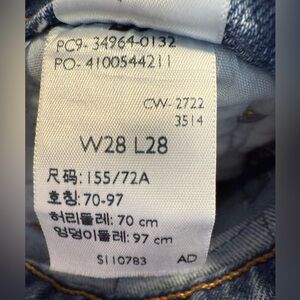 PC9- 34964-0132
PO- 4100544211
CW- 2722
3514
W28 L28
尺码: 155/72A
호칭: 70-97
허리둘레: 70 cm
엉덩이둘레: 97 cm
S110783 AD